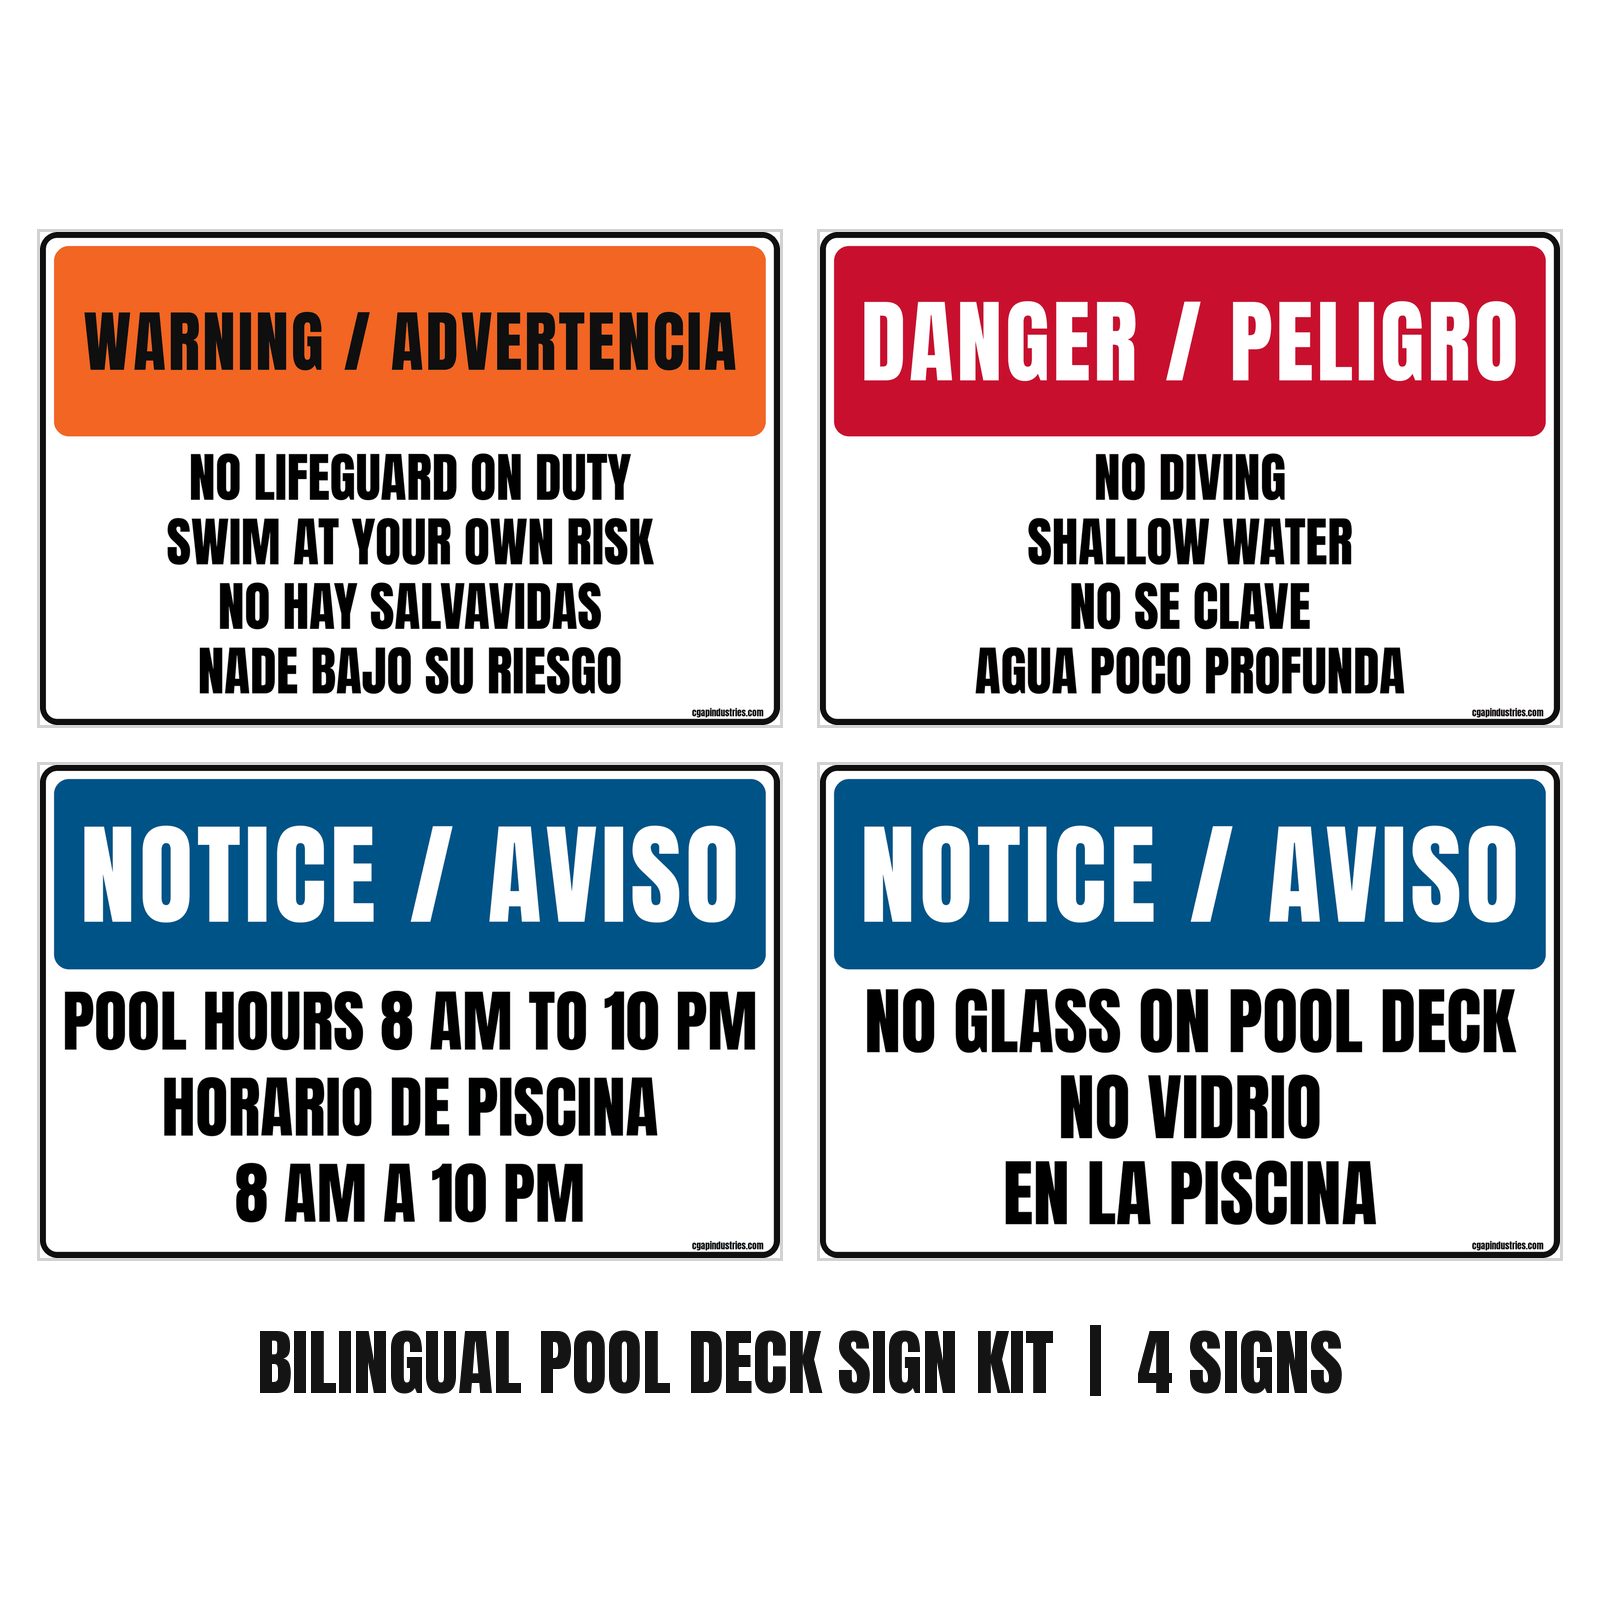 WARNING / ADVERTENCIA
NO LIFEGUARD ON DUTY
SWIM AT YOUR OWN RISK
NO HAY SALVAVIDAS
NADE BAJO SU RIESGO
cgapindustries.com
DANGER / PELIGRO
NO DIVING
SHALLOW WATER
NO SE CLAVE
AGUA POCO PROFUNDA
cgapindustries.com
NOTICE / AVISO
POOL HOURS 8 AM TO 10 PM
HORARIO DE PISCINA
8 AM A 10 PM
cgapindustries.com
NOTICE / AVISO
NO GLASS ON POOL DECK
NO VIDRIO
EN LA PISCINA
cgapindustries.com
BILINGUAL POOL DECK SIGN KIT | 4 SIGNS